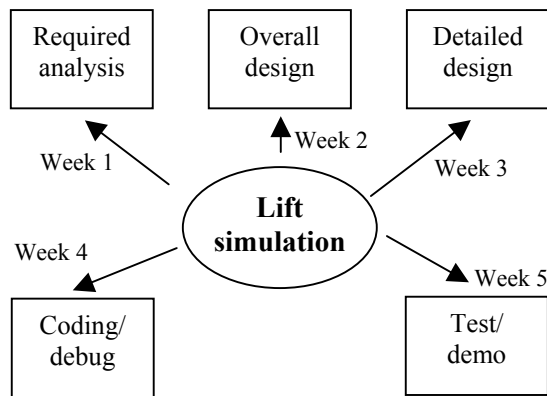 Required
analysis
Overall
design
Detailed
design
Week 1
Week 2
Week 3
Lift
simulation
Week 4
Week 5
Coding/
debug
Test/
demo